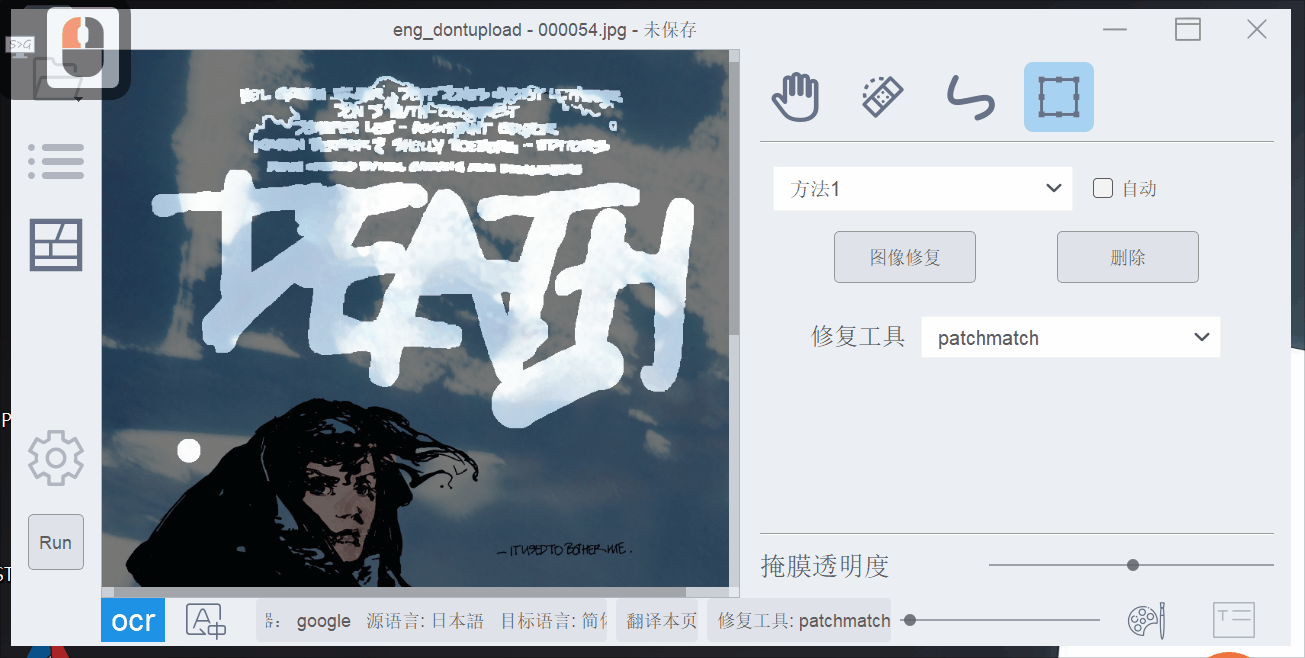 eng_dontupload - 000054.jpg - 未保存
S>G
方法1
自动
图像修复
删除
修复工具
patchmatch
DEATH
- IT USED TO BOTHER ME.
Run
掩膜透明度
ocr
器: google
源语言: 日本語
目标语言: 简体
翻译本页
修复工具: patchmatch